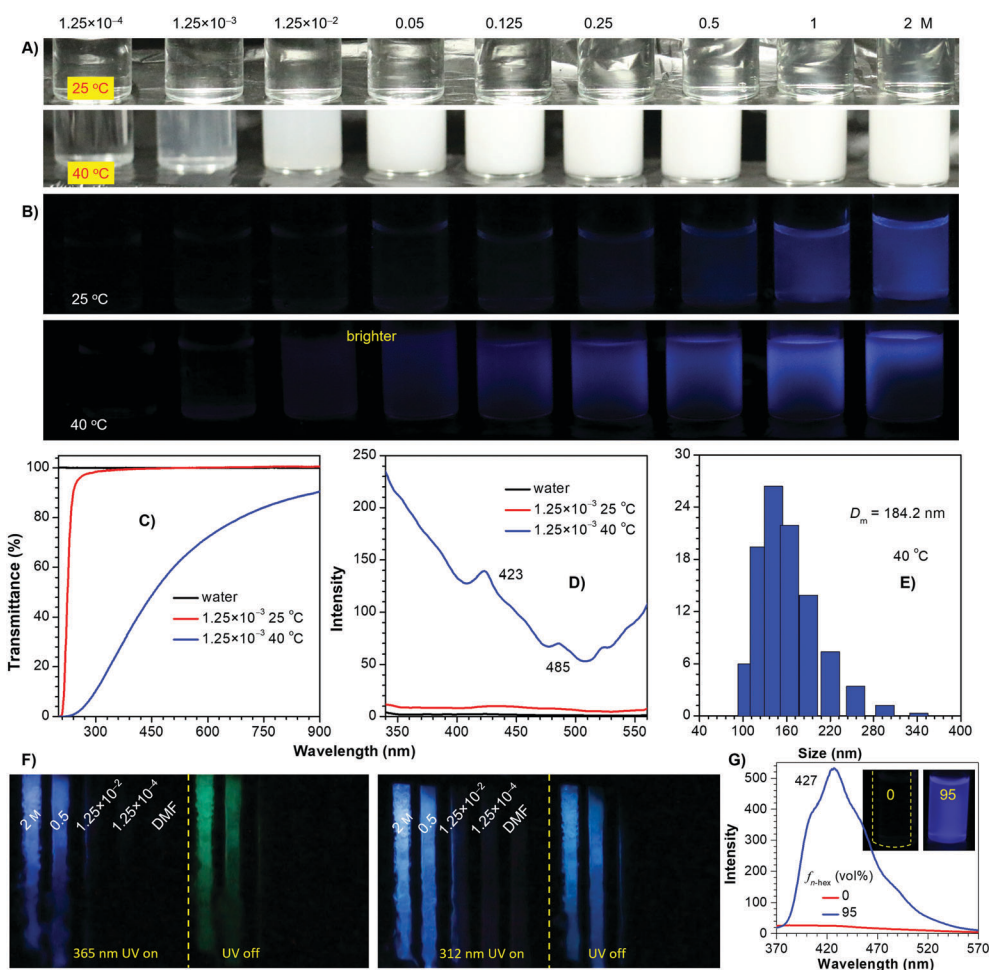 1.25×10⁻⁴ 1.25×10⁻³ 1.25×10⁻² 0.05 0.125 0.25 0.5 1 2 M
A)
25 °C
40 °C
B)
25 °C
brighter
40 °C
C)
Transmittance (%)
100
80
60
40
20
0
water
1.25×10⁻³ 25 °C
1.25×10⁻³ 40 °C
300 450 600 750 900
D)
Intensity
250
200
150
100
50
0
water
1.25×10⁻³ 25 °C
1.25×10⁻³ 40 °C
423
485
350 400 450 500 550
Wavelength (nm)
E)
30
24
18
12
6
0
Dm = 184.2 nm
40 °C
40 100 160 220 280 340 400
Size (nm)
F)
2 M 0.5 1.25×10⁻² 1.25×10⁻⁴ DMF
365 nm UV on UV off
2 M 0.5 1.25×10⁻² 1.25×10⁻⁴ DMF
312 nm UV on UV off
G)
Intensity
500
400
300
200
100
0
427
0 95
fn-hex (vol%)
0
95
370 420 470 520 570
Wavelength (nm)